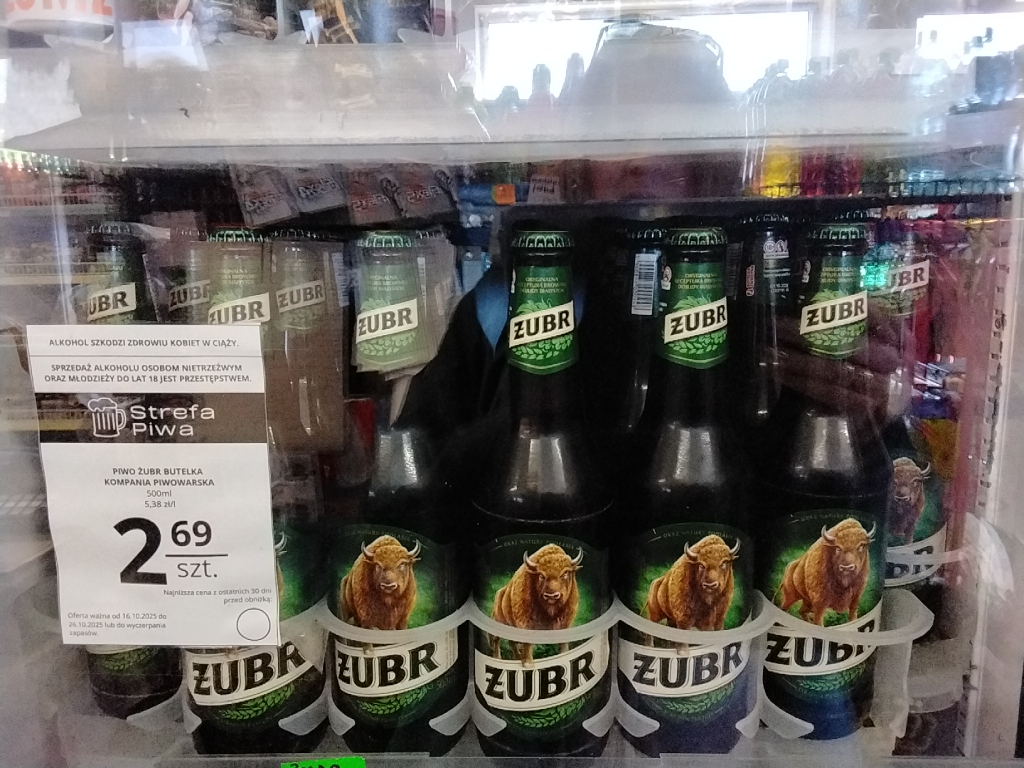 ŻUBR
ŻUBR
ŻUBR
ŻUBR
ŻUBR
ŻUBR
ŻUBR
ŻUBR
ALKOHOL SZKODZI ZDROWIU KOBIET W CIĄŻY.
SPRZEDAŻ ALKOHOLU OSOBOM NIETRZEŹWYM
ORAZ MŁODZIEŻY DO LAT 18 JEST PRZESTĘPSTWEM.
Strefa
Piwa
PIWO ŻUBR BUTELKA
KOMPANIA PIWOWARSKA
500ml
5,38 zł/l
2 69
szt.
Najniższa cena z ostatnich 30 dni
przed obniżką:
Oferta ważna od 16.10.2025 do
26.10.2025 lub do wyczerpania
zapasów.
ŻUBR
ŻUBR
ŻUBR
ŻUBR
ŻUBR